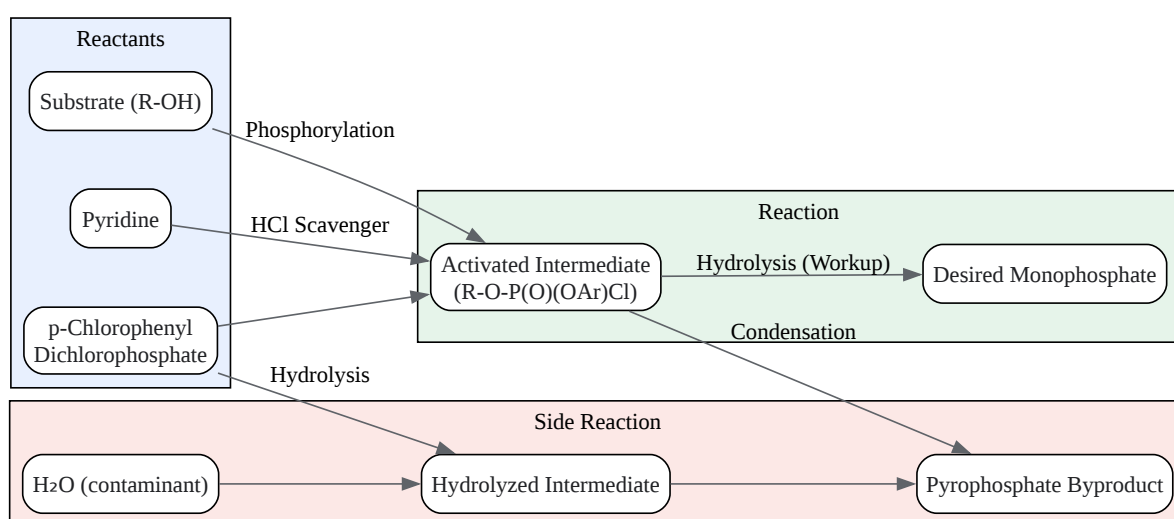 Reactants
Substrate (R-OH)
Phosphorylation
Pyridine
HCl Scavenger
p-Chlorophenyl
Dichlorophosphate
Hydrolysis
Reaction
Activated Intermediate
(R-O-P(O)(OAr)Cl)
Hydrolysis (Workup)
Desired Monophosphate
Condensation
Side Reaction
H₂O (contaminant)
Hydrolyzed Intermediate
Pyrophosphate Byproduct